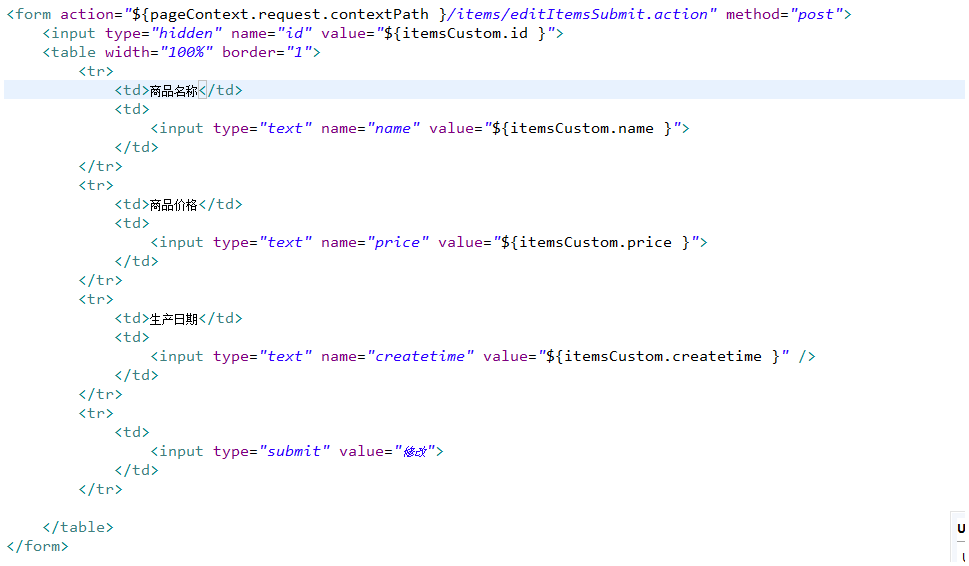 <form action="${pageContext.request.contextPath }/items/editItemsSubmit.action" method="post">
<input type="hidden" name="id" value="${itemsCustom.id }">
<table width="100%" border="1">
<tr>
<td>商品名称</td>
<td>
<input type="text" name="name" value="${itemsCustom.name }">
</td>
</tr>
<tr>
<td>商品价格</td>
<td>
<input type="text" name="price" value="${itemsCustom.price }">
</td>
</tr>
<tr>
<td>生产日期</td>
<td>
<input type="text" name="createtime" value="${itemsCustom.createtime }" />
</td>
</tr>
<tr>
<td>
<input type="submit" value="修改">
</td>
</tr>
</table>
</form>